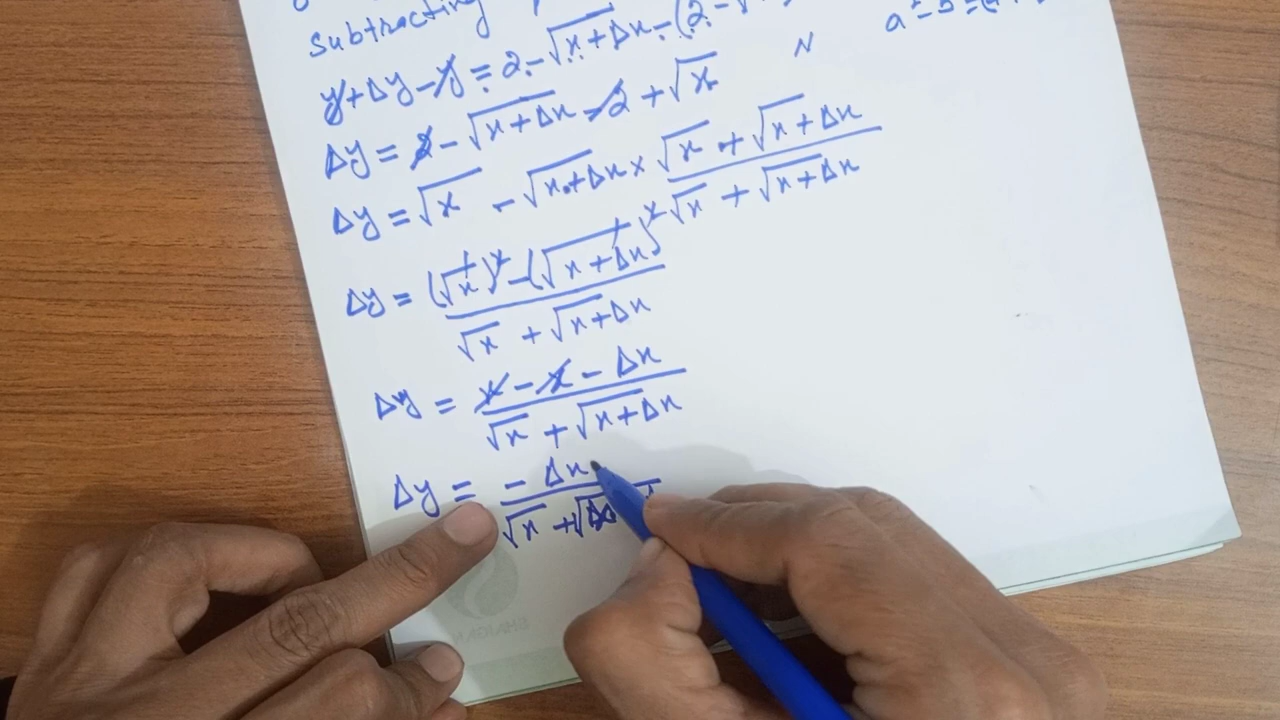 subtracting
y+Δy-y = 2-√x+Δx-(2-√
Δy = 2-√x+Δx-2+√x
N
Δy = √x - √x+Δx × √x + √x+Δx / √x + √x+Δx
Δy = (√x)² - (√x+Δx)² / √x + √x+Δx
Δy = x-x-Δx / √x + √x+Δx
Δy = -Δx / √x +√